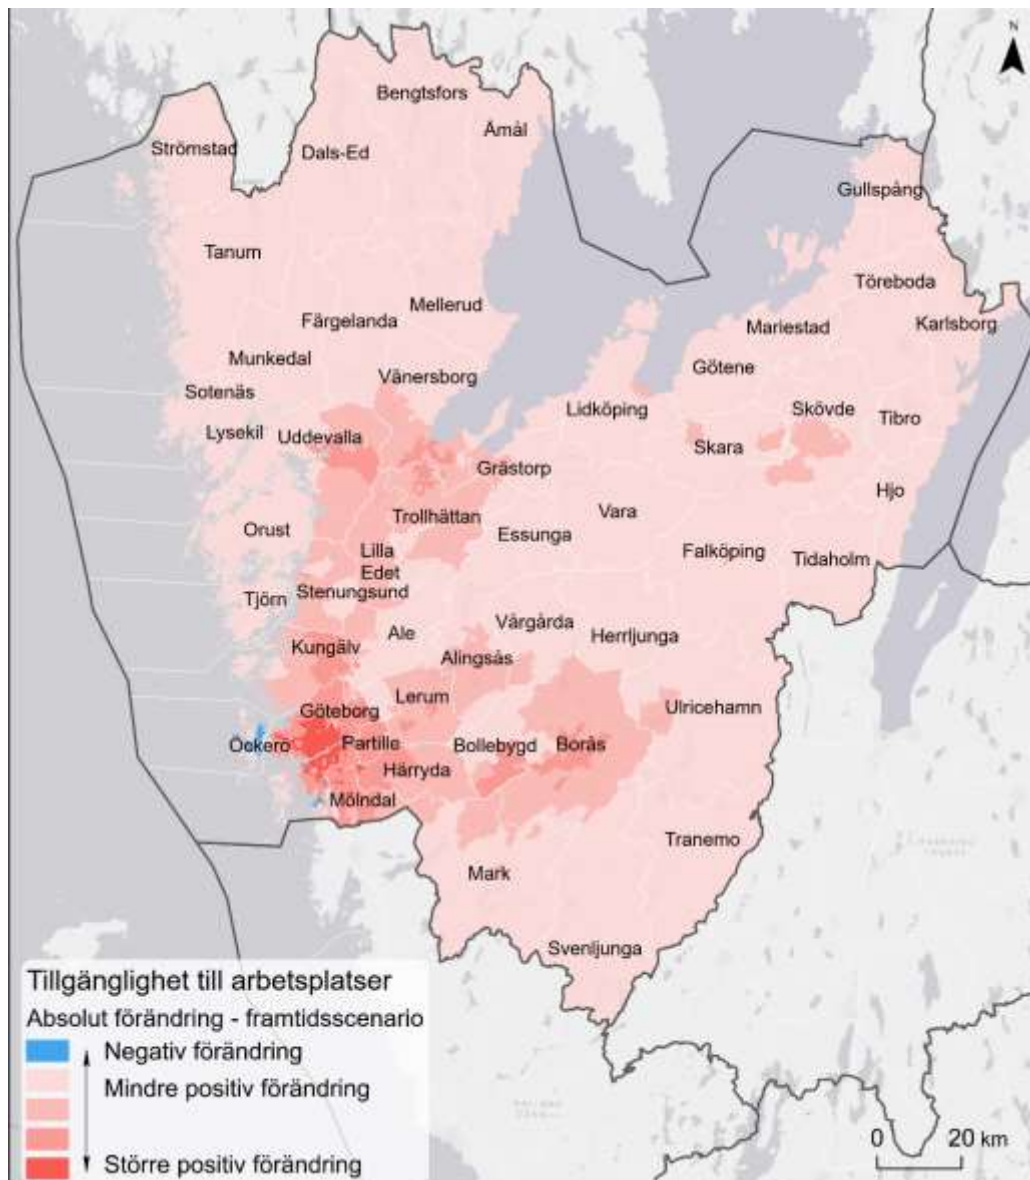 N
Bengtsfors
Åmål
Strömstad
Dals-Ed
Gullspång
Tanum
Töreboda
Mellerud
Färgelanda
Mariestad
Karlsborg
Munkedal
Götene
Vänersborg
Sotenäs
Lidköping
Skövde
Tibro
Lysekil
Uddevalla
Skara
Grästorp
Hjo
Vara
Trollhättan
Orust
Essunga
Lilla
Edet
Falköping
Tidaholm
Stenungsund
Tjörn
Vårgårda
Ale
Herrljunga
Kungälv
Alingsås
Lerum
Ulricehamn
Göteborg
Öckerö
Partille
Bollebygd
Borås
Härryda
Mölndal
Tranemo
Mark
Svenljunga
Tillgänglighet till arbetsplatser
Absolut förändring - framtidsscenario
Negativ förändring
Mindre positiv förändring
Större positiv förändring
0 20 km